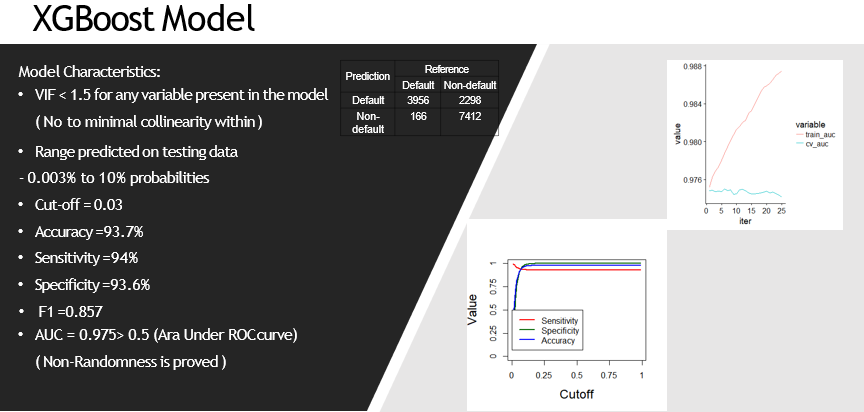 XGBoost Model
Model Characteristics:
• VIF < 1.5 for any variable present in the model
( No to minimal collinearity within )
• Range predicted on testing data
- 0.003% to 10% probabilities
• Cut-off = 0.03
• Accuracy =93.7%
• Sensitivity =94%
• Specificity =93.6%
• F1 =0.857
• AUC = 0.975> 0.5 (Ara Under ROC curve)
( Non-Randomness is proved )
Prediction Reference
Default Non-default
Default 3956 2298
Non-
default 166 7412
0.988
0.984
0.980
0.976
value
0 5 10 15 20 25
iter
variable
train_auc
cv_auc
1
0.75
0.5
0.25
0
Value
Sensitivity
Specificity
Accuracy
0 0.25 0.5 0.75 1
Cutoff